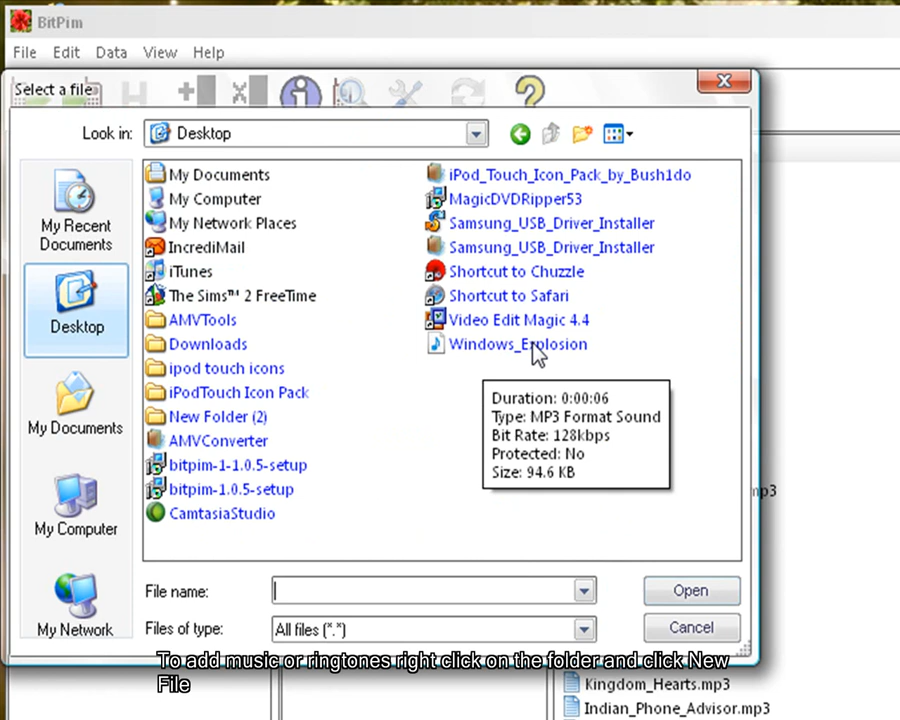 BitPim
File Edit Data View Help
Select a file
Look in: Desktop
My Recent
Documents
Desktop
My Documents
My Computer
My Network
My Documents
My Computer
My Network Places
IncrediMail
iTunes
The Sims™ 2 FreeTime
AMVTools
Downloads
ipod touch icons
iPodTouch Icon Pack
New Folder (2)
AMVConverter
bitpim-1-1.0.5-setup
bitpim-1.0.5-setup
CamtasiaStudio
iPod_Touch_Icon_Pack_by_Bush1do
MagicDVDRipper53
Samsung_USB_Driver_Installer
Samsung_USB_Driver_Installer
Shortcut to Chuzzle
Shortcut to Safari
Video Edit Magic 4.4
Windows_Explosion
Duration: 0:00:06
Type: MP3 Format Sound
Bit Rate: 128kbps
Protected: No
Size: 94.6 KB
.mp3
File name: Open
Files of type: All files (*.*) Cancel
To add music or ringtones right click on the folder and click New
File
Kingdom_Hearts.mp3
Indian_Phone_Advisor.mp3